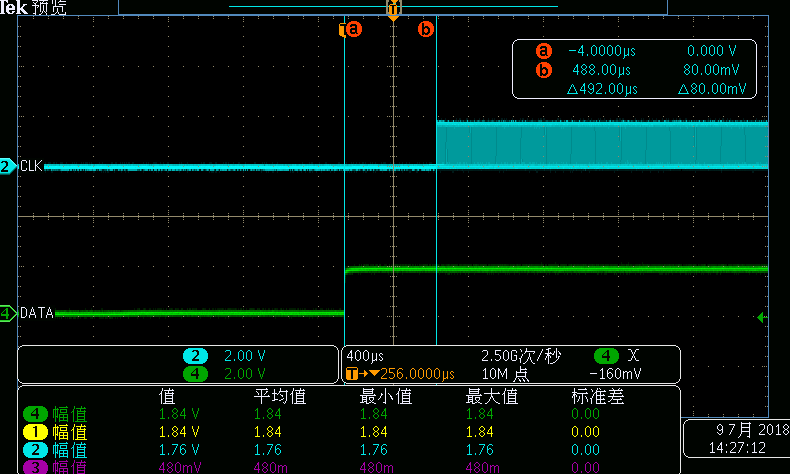 Tek 预览
T
T a b
a -4.0000µs 0.000 V
b 488.00µs 80.00mV
△492.00µs △80.00mV
2 CLK
4 DATA
2 2.00 V
4 2.00 V
400µs 2.50G次/秒 4
T→▼256.0000µs 10M 点 -160mV
值 平均值 最小值 最大值 标准差
4 幅值 1.84 V 1.84 1.84 1.84 0.00
1 幅值 1.84 V 1.84 1.84 1.84 0.00
2 幅值 1.76 V 1.76 1.76 1.76 0.00
3 幅值 480mV 480m 480m 480m 0.00
9 7月 2018
14:27:12